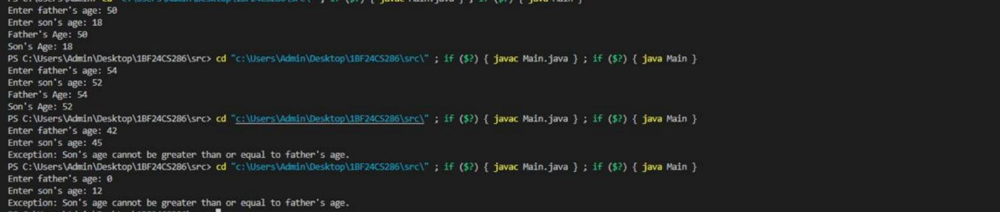 Enter father's age: 50
Enter son's age: 18
Father's Age: 50
Son's Age: 18
PS C:\Users\Admin\Desktop\1BF24CS286\src> cd "c:\Users\Admin\Desktop\1BF24CS286\src\" ; if ($?) { javac Main.java } ; if ($?) { java Main }
Enter father's age: 54
Enter son's age: 52
Father's Age: 54
Son's Age: 52
PS C:\Users\Admin\Desktop\1BF24CS286\src> cd "c:\Users\Admin\Desktop\1BF24CS286\src\" ; if ($?) { javac Main.java } ; if ($?) { java Main }
Enter father's age: 42
Enter son's age: 45
Exception: Son's age cannot be greater than or equal to father's age.
PS C:\Users\Admin\Desktop\1BF24CS286\src> cd "c:\Users\Admin\Desktop\1BF24CS286\src\" ; if ($?) { javac Main.java } ; if ($?) { java Main }
Enter father's age: 0
Enter son's age: 12
Exception: Son's age cannot be greater than or equal to father's age.